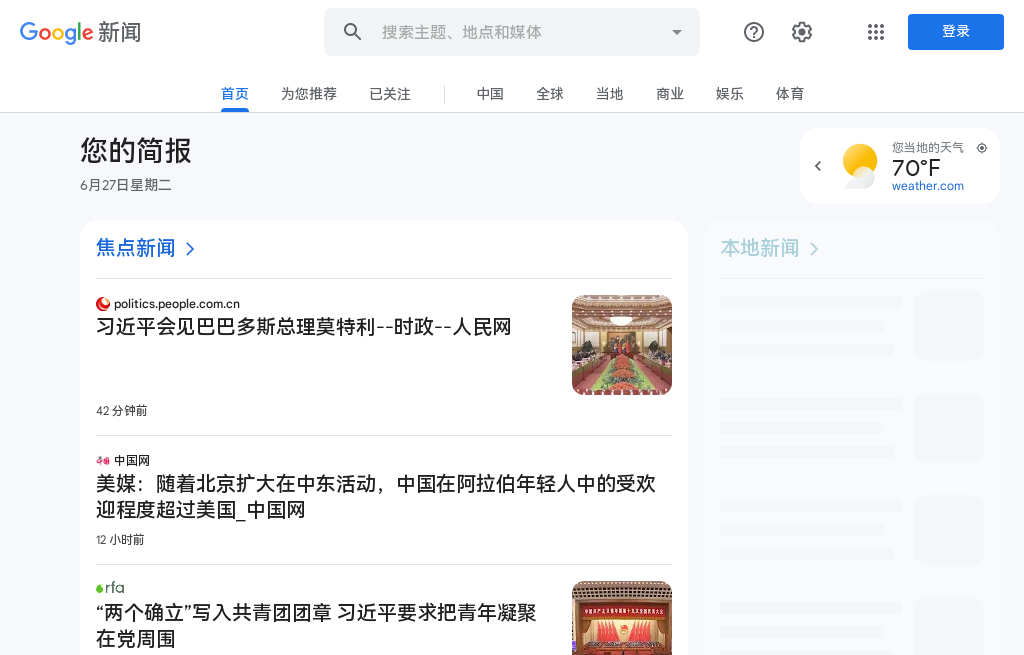 Google 新闻
搜索主题、地点和媒体
登录
首页
为您推荐
已关注
中国
全球
当地
商业
娱乐
体育
您的简报
6月27日星期二
您当地的天气
70°F
weather.com
焦点新闻
politics.people.com.cn
习近平会见巴巴多斯总理莫特利--时政--人民网
42 分钟前
中国网
美媒：随着北京扩大在中东活动，中国在阿拉伯年轻人中的受欢
迎程度超过美国_中国网
12 小时前
rfa
“两个确立”写入共青团团章 习近平要求把青年凝聚
在党周围
本地新闻